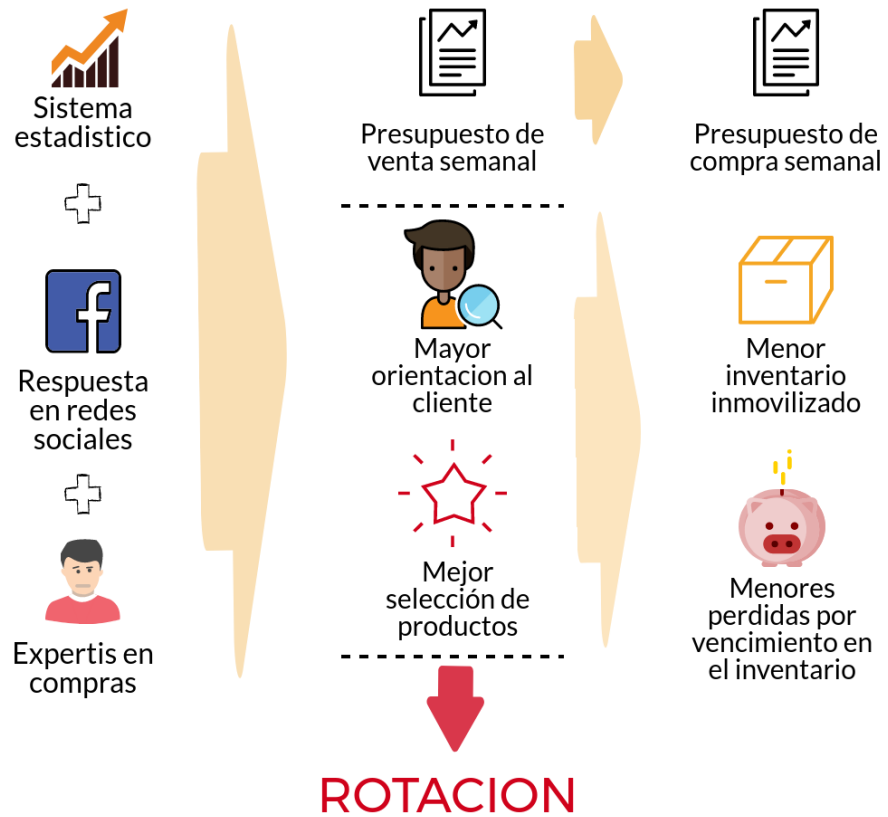 Sistema
estadistico
Respuesta
en redes
sociales
Expertis en
compras
Presupuesto de
venta semanal
Mayor
orientacion al
cliente
Mejor
selección de
productos
Presupuesto de
compra semanal
Menor
inventario
inmovilizado
Menores
perdidas por
vencimiento en
el inventario
ROTACION